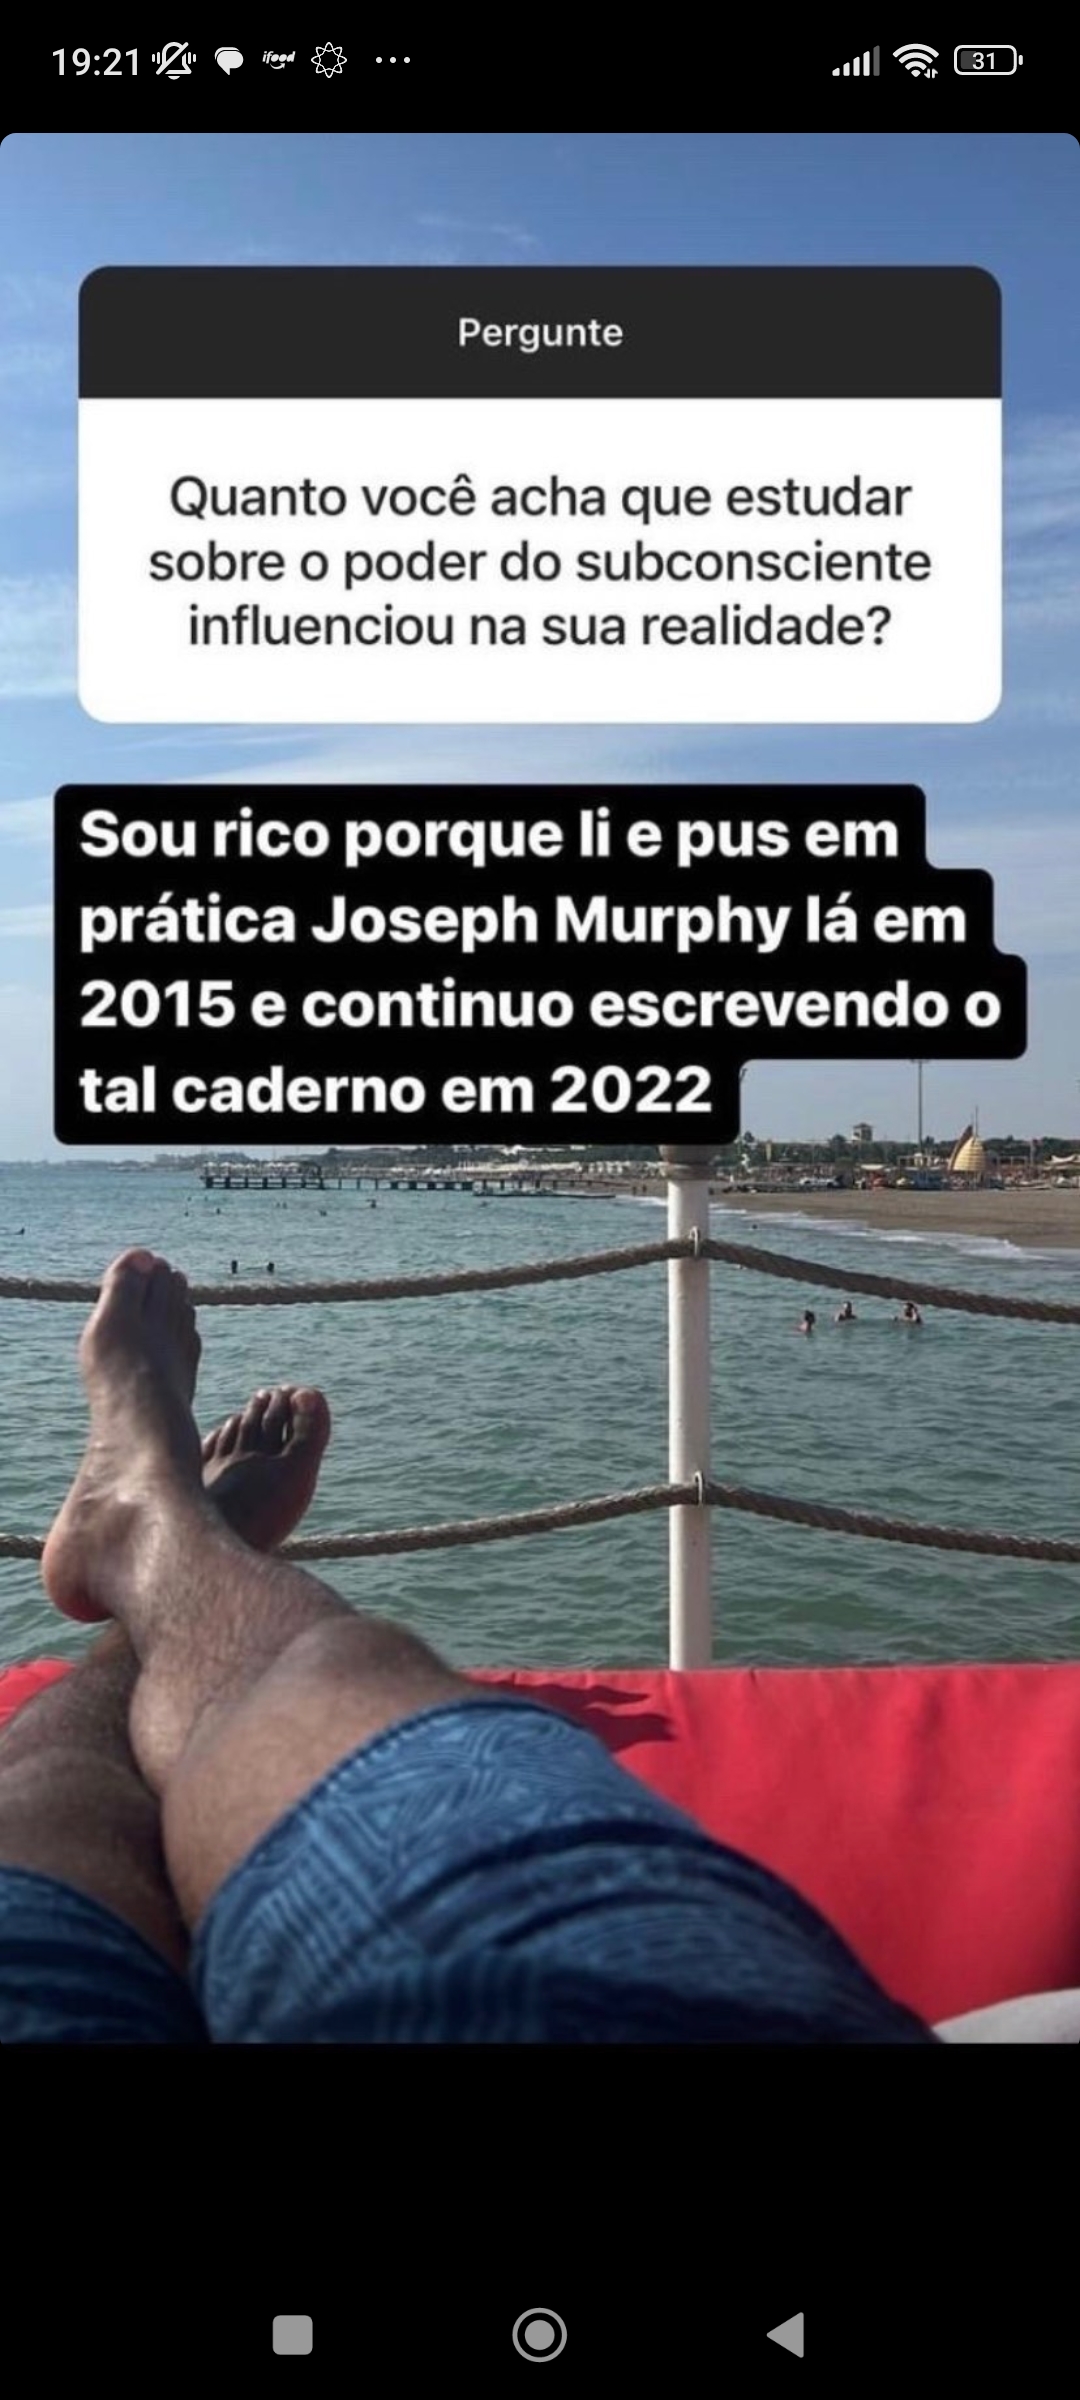 19:21
ifood
31
Pergunte
Quanto você acha que estudar
sobre o poder do subconsciente
influenciou na sua realidade?
Sou rico porque li e pus em
prática Joseph Murphy lá em
2015 e continuo escrevendo o
tal caderno em 2022